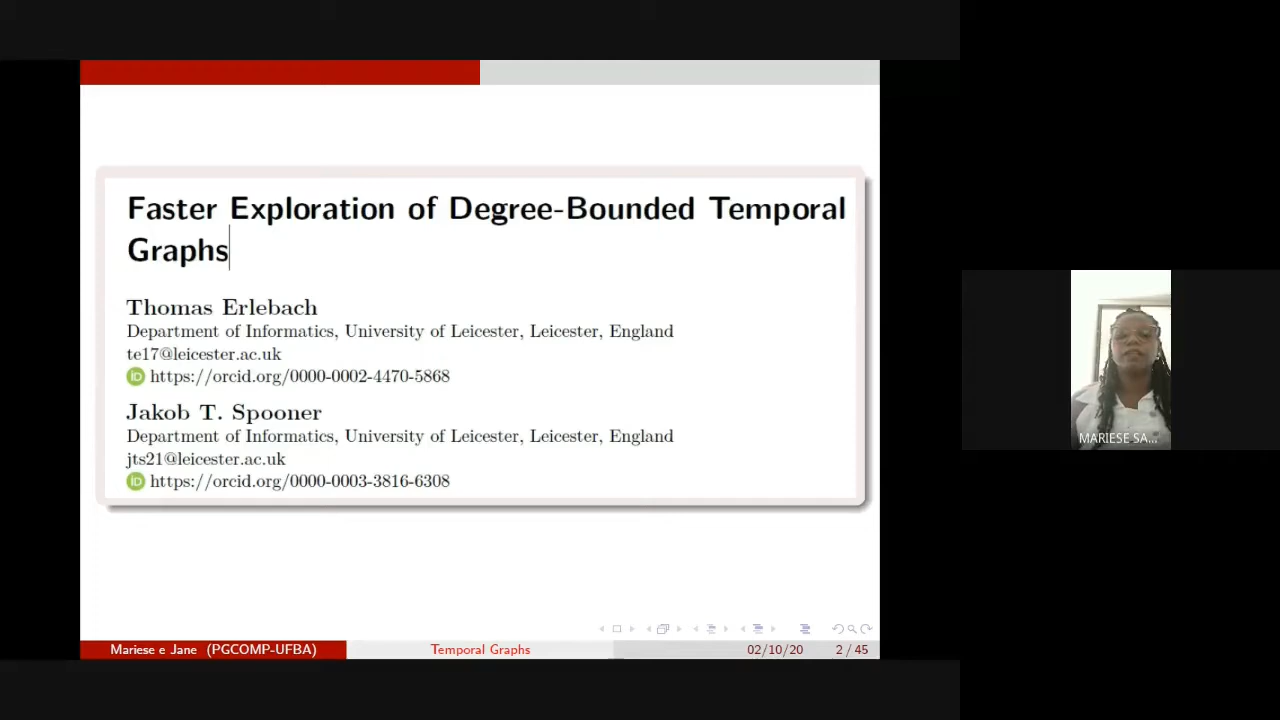 Faster Exploration of Degree-Bounded Temporal
Graphs
Thomas Erlebach
Department of Informatics, University of Leicester, Leicester, England
te17@leicester.ac.uk
iD https://orcid.org/0000-0002-4470-5868
Jakob T. Spooner
Department of Informatics, University of Leicester, Leicester, England
jts21@leicester.ac.uk
iD https://orcid.org/0000-0003-3816-6308
MARIESE SA...
Mariese e Jane (PGCOMP-UFBA) Temporal Graphs 02/10/20 2 / 45